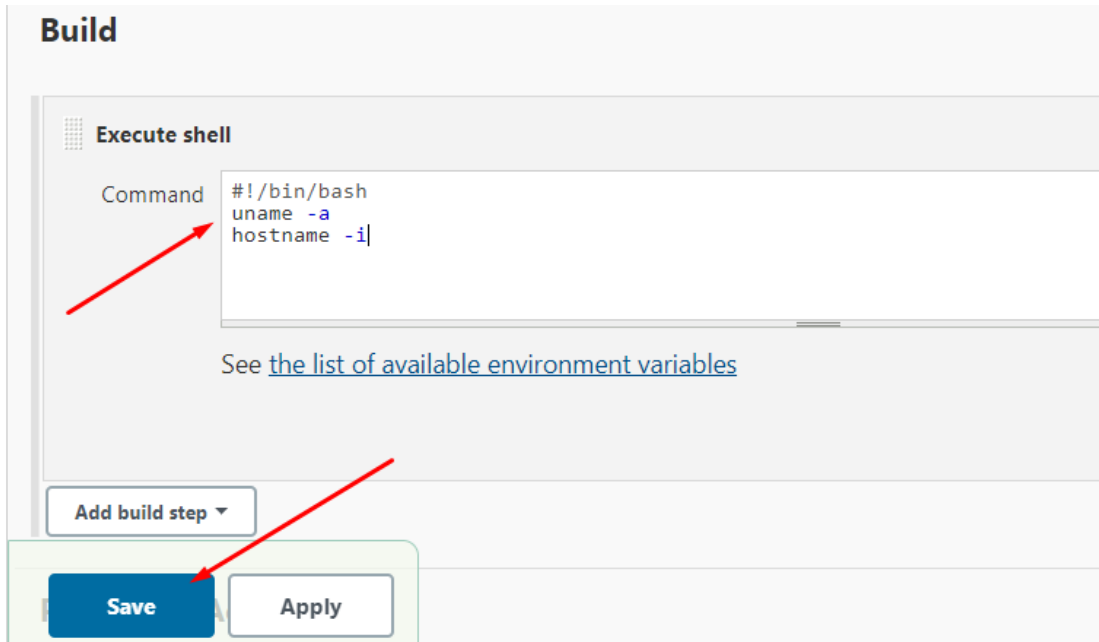 Build
Execute shell
Command
#!/bin/bash
uname -a
hostname -i
See the list of available environment variables
Add build step
Save
Apply